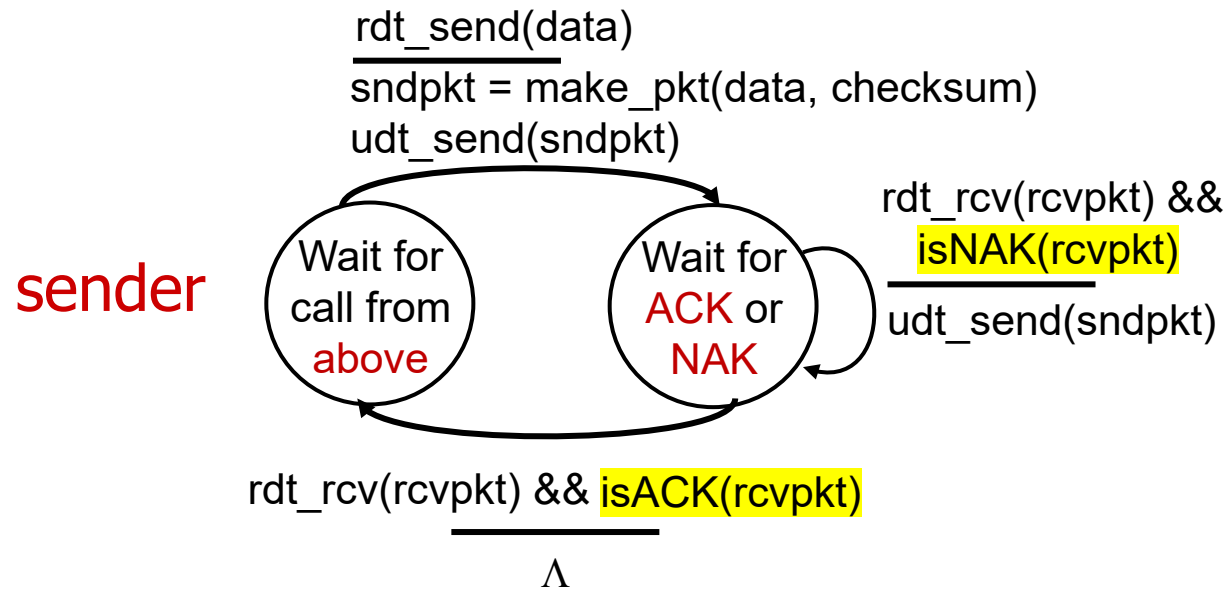 rdt_send(data)
sndpkt = make_pkt(data, checksum)
udt_send(sndpkt)
sender
Wait for
call from
above
Wait for
ACK or
NAK
rdt_rcv(rcvpkt) &&
isNAK(rcvpkt)
udt_send(sndpkt)
rdt_rcv(rcvpkt) && isACK(rcvpkt)
Λ